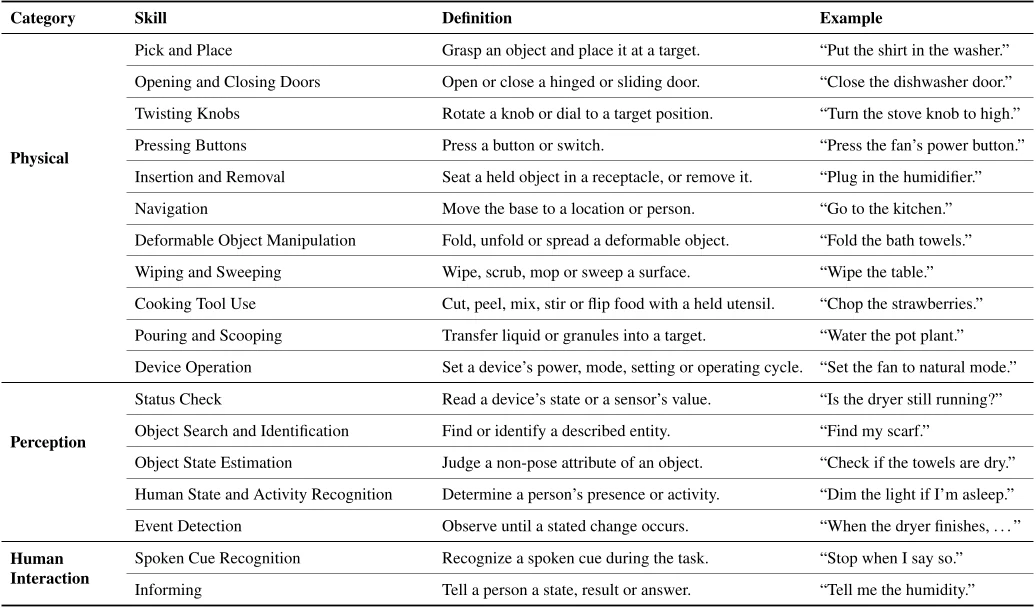 Category Skill Definition Example
Pick and Place Grasp an object and place it at a target. “Put the shirt in the washer.”
Opening and Closing Doors Open or close a hinged or sliding door. “Close the dishwasher door.”
Twisting Knobs Rotate a knob or dial to a target position. “Turn the stove knob to high.”
Physical Pressing Buttons Press a button or switch. “Press the fan’s power button.”
Insertion and Removal Seat a held object in a receptacle, or remove it. “Plug in the humidifier.”
Navigation Move the base to a location or person. “Go to the kitchen.”
Deformable Object Manipulation Fold, unfold or spread a deformable object. “Fold the bath towels.”
Wiping and Sweeping Wipe, scrub, mop or sweep a surface. “Wipe the table.”
Cooking Tool Use Cut, peel, mix, stir or flip food with a held utensil. “Chop the strawberries.”
Pouring and Scooping Transfer liquid or granules into a target. “Water the pot plant.”
Device Operation Set a device’s power, mode, setting or operating cycle. “Set the fan to natural mode.”
Status Check Read a device’s state or a sensor’s value. “Is the dryer still running?”
Perception Object Search and Identification Find or identify a described entity. “Find my scarf.”
Object State Estimation Judge a non-pose attribute of an object. “Check if the towels are dry.”
Human State and Activity Recognition Determine a person’s presence or activity. “Dim the light if I’m asleep.”
Event Detection Observe until a stated change occurs. “When the dryer finishes, . . . ”
Human Interaction Spoken Cue Recognition Recognize a spoken cue during the task. “Stop when I say so.”
Informing Tell a person a state, result or answer. “Tell me the humidity.”